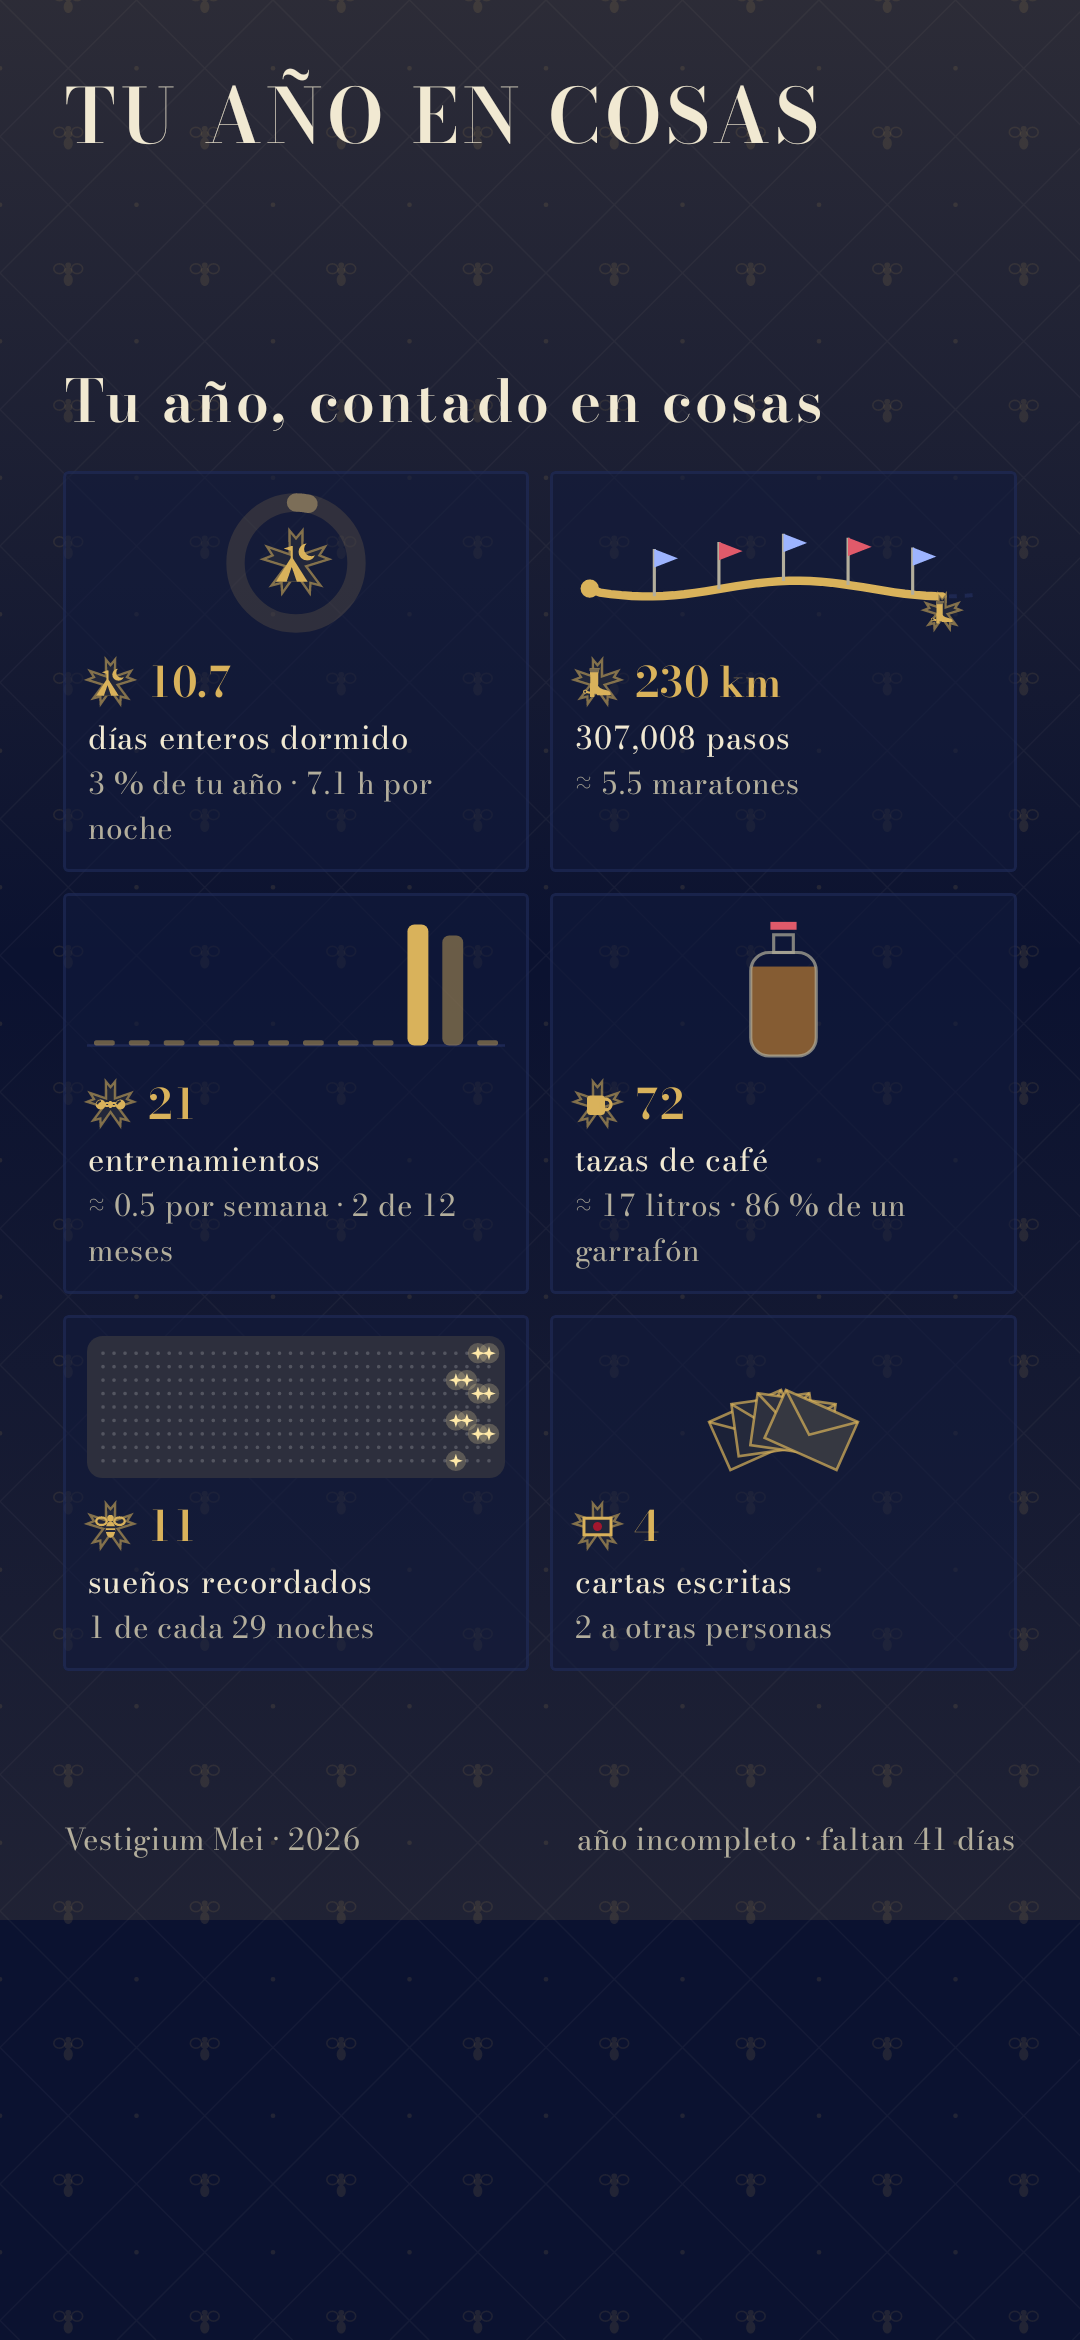 TU AÑO EN COSAS
Tu año, contado en cosas
10.7
días enteros dormido
3 % de tu año · 7.1 h por
noche
230 km
307,008 pasos
≈ 5.5 maratones
21
entrenamientos
≈ 0.5 por semana · 2 de 12
meses
72
tazas de café
≈ 17 litros · 86 % de un
garrafón
11
sueños recordados
1 de cada 29 noches
4
cartas escritas
2 a otras personas
Vestigium Mei · 2026
año incompleto · faltan 41 días